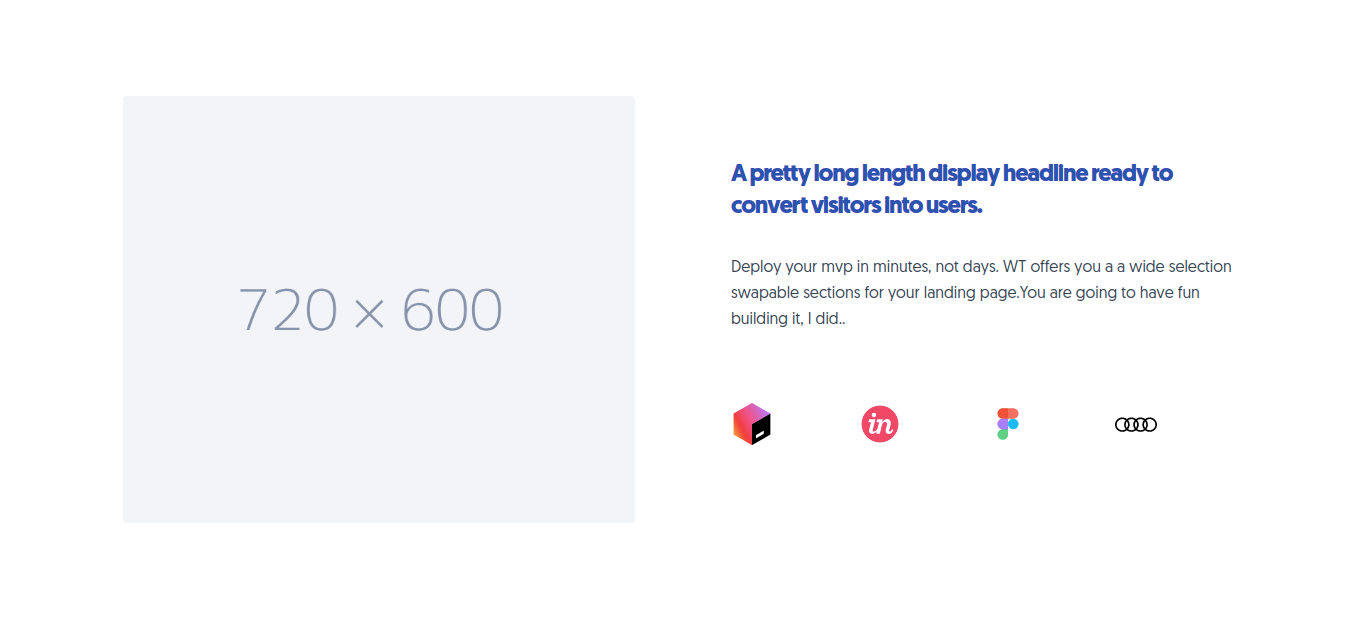 720 × 600
A pretty long length display headline ready to
convert visitors into users.
Deploy your mvp in minutes, not days. WT offers you a a wide selection
swapable sections for your landing page.You are going to have fun
building it, I did..
in